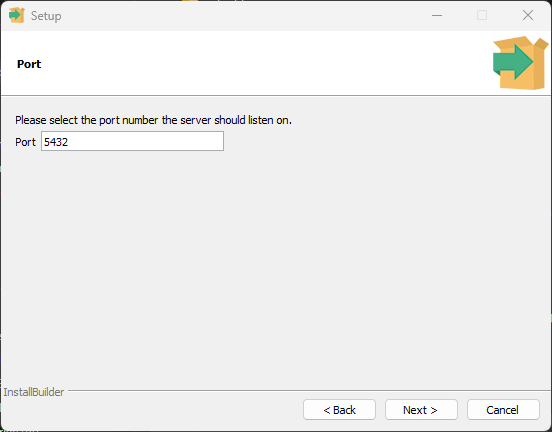 Setup
Port
Please select the port number the server should listen on.
Port 5432
InstallBuilder
< Back Next > Cancel